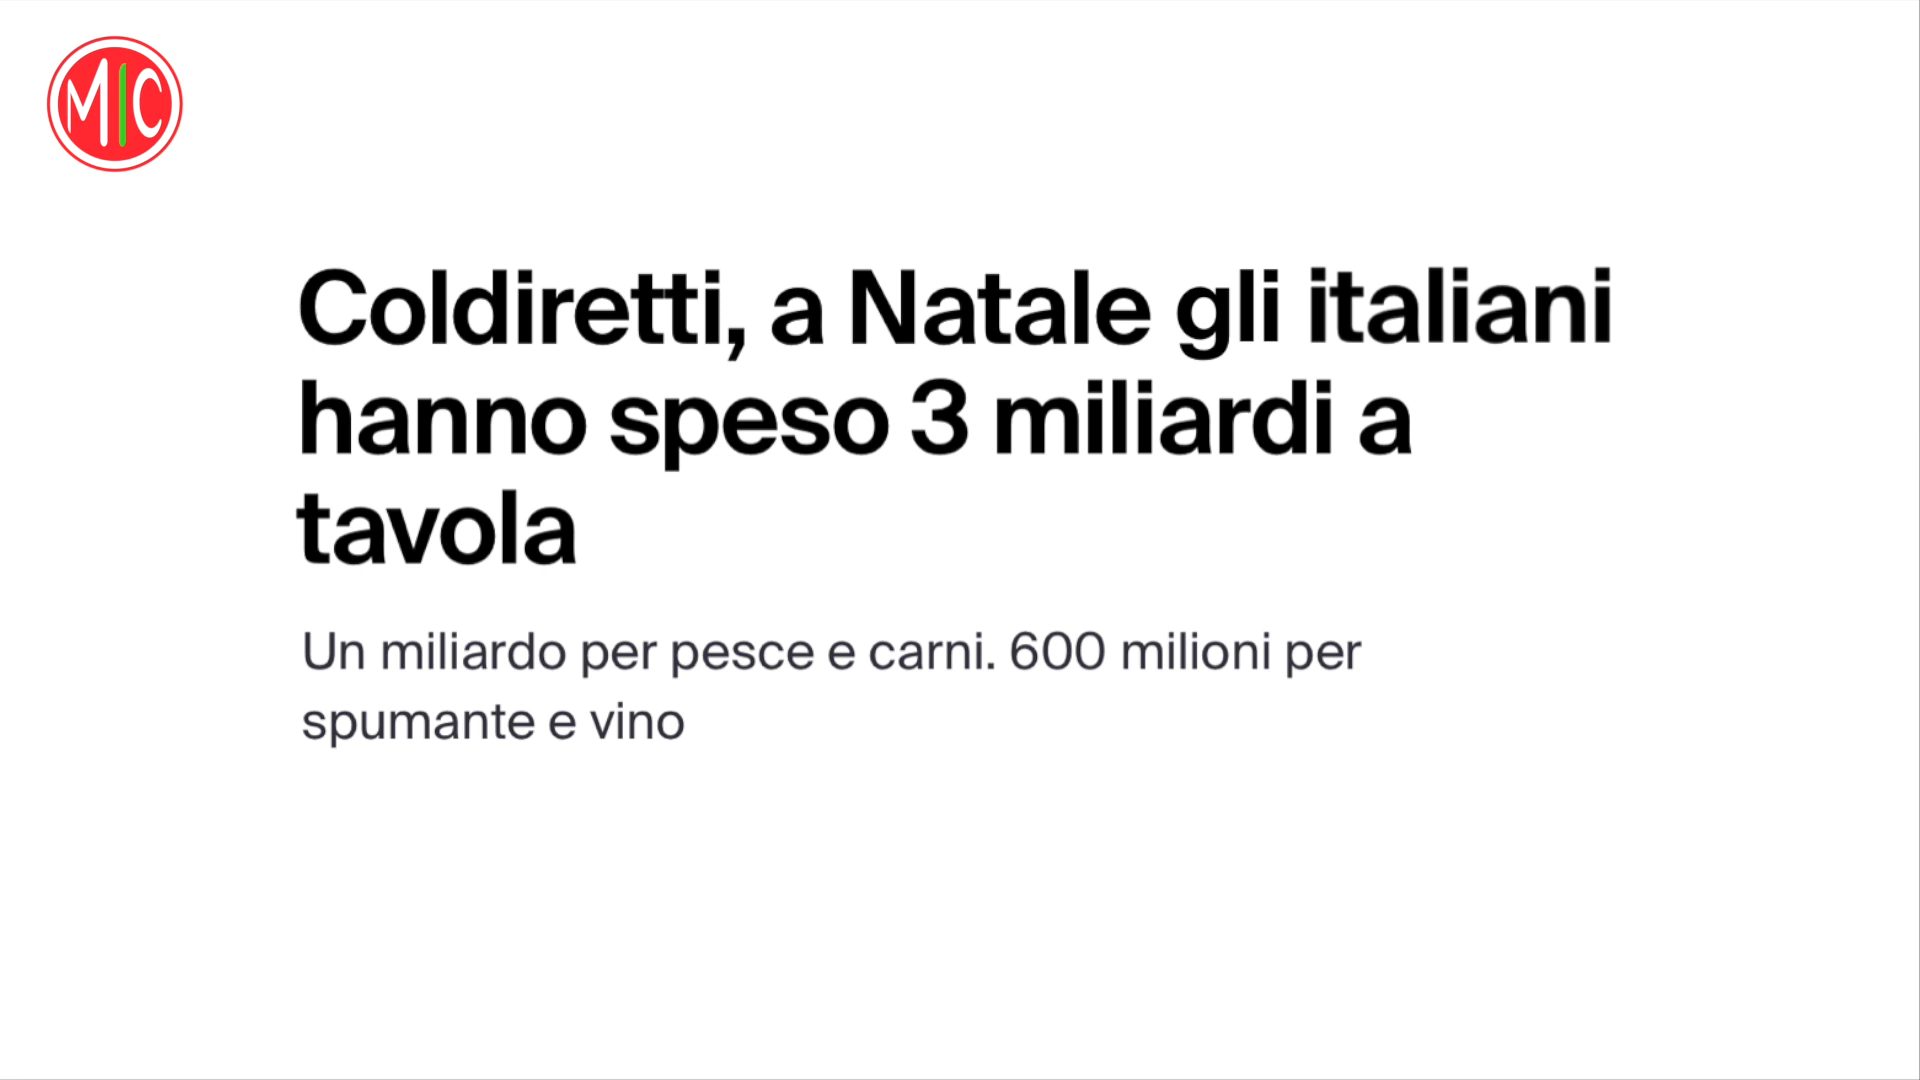 M|C
Coldiretti, a Natale gli italiani
hanno speso 3 miliardi a
tavola
Un miliardo per pesce e carni. 600 milioni per
spumante e vino